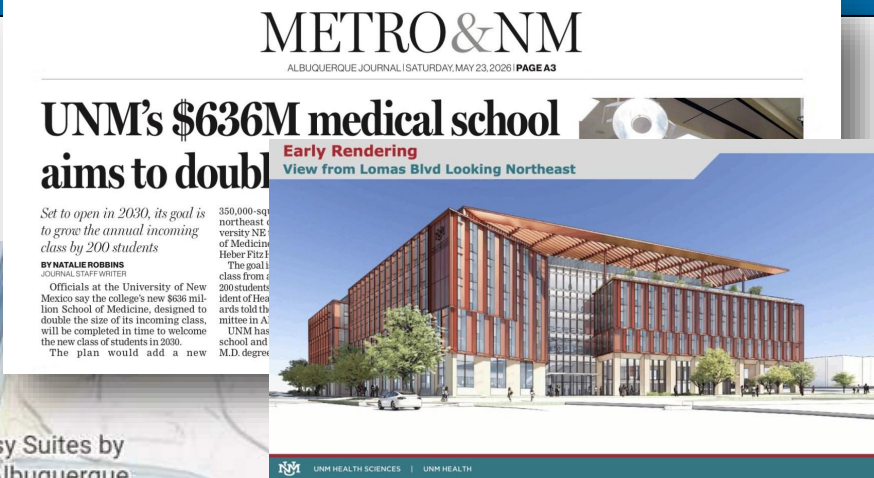 METRO&NM
ALBUQUERQUE JOURNAL | SATURDAY, MAY 23, 2026 | PAGE A3
UNM's $636M medical school
aims to doubl
Set to open in 2030, its goal is
to grow the annual incoming
class by 200 students
BY NATALIE ROBBINS
JOURNAL STAFF WRITER
Officials at the University of New
Mexico say the college's new $636 mil-
lion School of Medicine, designed to
double the size of its incoming class,
will be completed in time to welcome
the new class of students in 2030.
The plan would add a new
350,000-squ
northeast
versity NE
of Medicine
Heber Fitz
The goal i
class from a
200 students
ident of Hea
ards told the
mittee in A
UNM has
school and
M.D. degree
Early Rendering
View from Lomas Blvd Looking Northeast
UNM HEALTH SCIENCES | UNM HEALTH
sy Suites by
lbuquerque